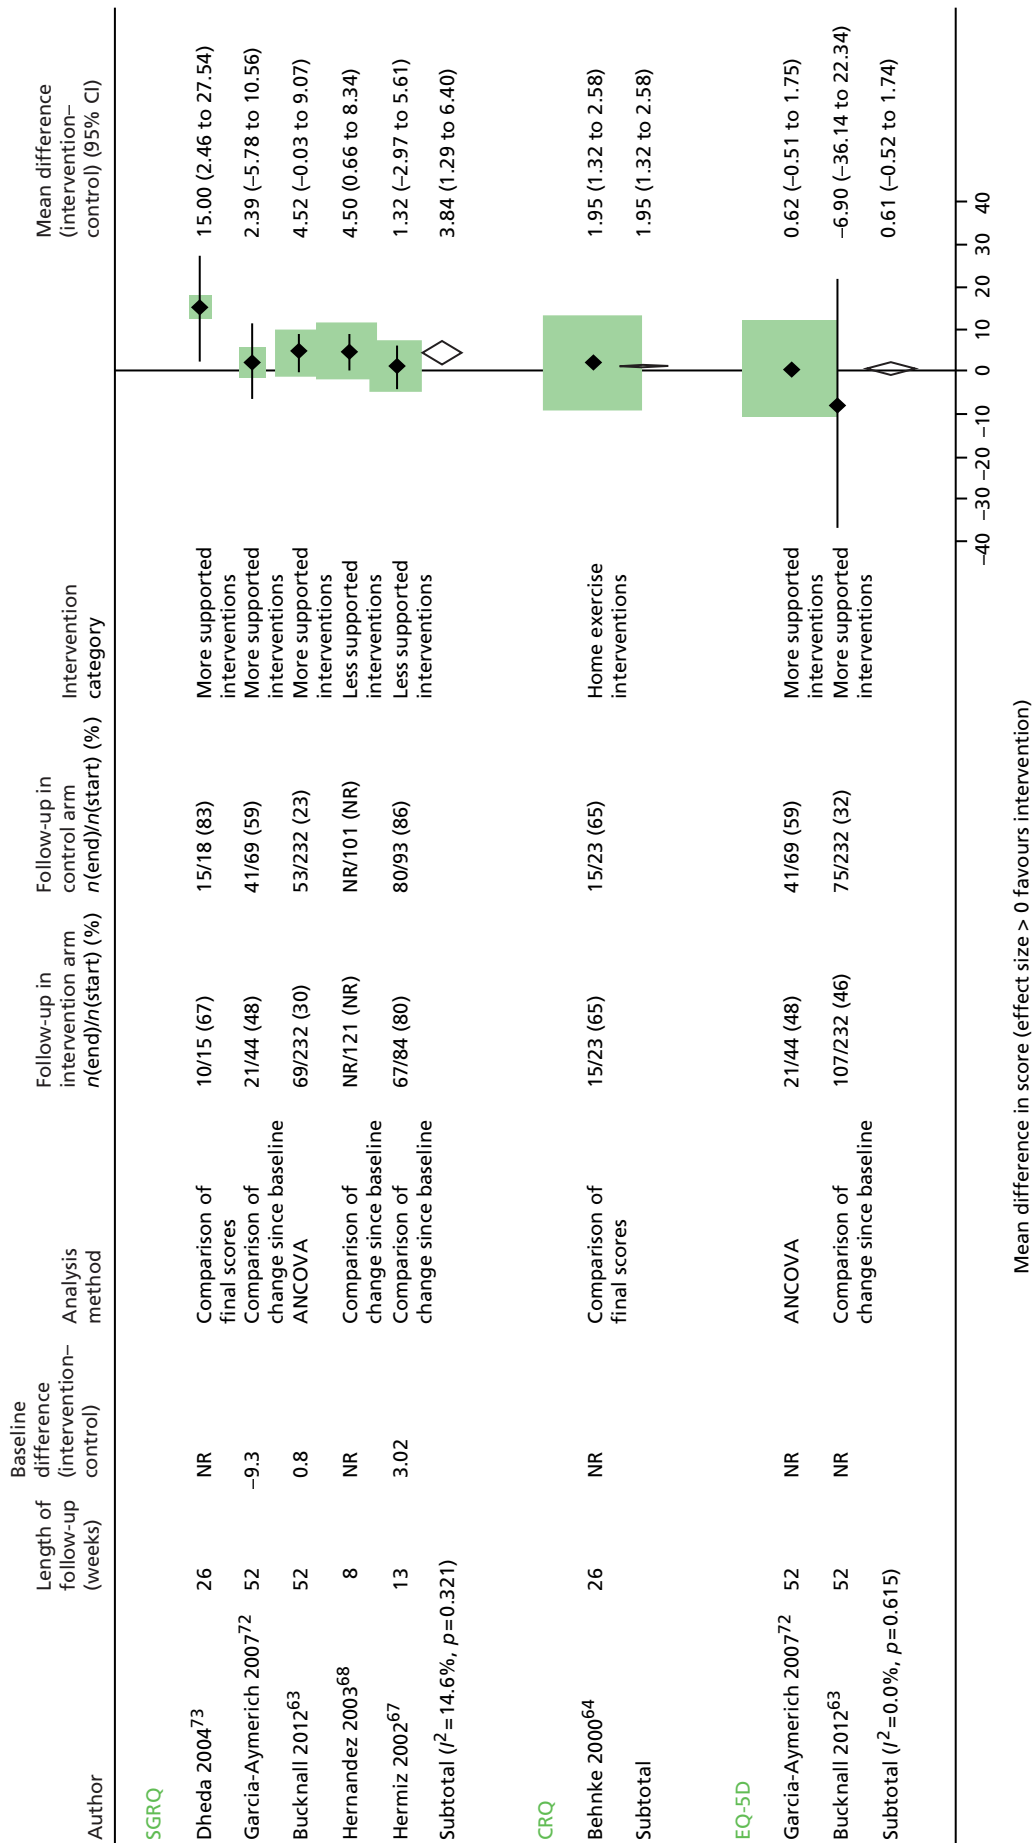 Author
Length of
follow-up
(weeks)
Baseline
difference
(intervention–
control)
Analysis
method
Follow-up in
intervention arm
n(end)/n(start) (%)
Follow-up in
control arm
n(end)/n(start) (%)
Intervention
category
Mean difference
(intervention–
control) (95% CI)
SGRQ
Dheda 2004⁷³ 26 NR Comparison of 10/15 (67) 15/18 (83) More supported 15.00 (2.46 to 27.54)
final scores interventions
Garcia-Aymerich 2007⁷² 52 –9.3 Comparison of 21/44 (48) 41/69 (59) More supported 2.39 (–5.78 to 10.56)
change since baseline interventions
Bucknall 2012⁶³ 52 0.8 ANCOVA 69/232 (30) 53/232 (23) More supported 4.52 (–0.03 to 9.07)
interventions
Hernandez 2003⁶⁸ 8 NR Comparison of NR/121 (NR) NR/101 (NR) Less supported 4.50 (0.66 to 8.34)
change since baseline interventions
Hermiz 2002⁶⁷ 13 3.02 Comparison of 67/84 (80) 80/93 (86) Less supported 1.32 (–2.97 to 5.61)
change since baseline interventions
Subtotal (I²=14.6%, p=0.321) 3.84 (1.29 to 6.40)
CRQ
Behnke 2000⁶⁴ 26 NR Comparison of 15/23 (65) 15/23 (65) Home exercise 1.95 (1.32 to 2.58)
final scores interventions
Subtotal 1.95 (1.32 to 2.58)
EQ-5D
Garcia-Aymerich 2007⁷² 52 NR ANCOVA 21/44 (48) 41/69 (59) More supported 0.62 (–0.51 to 1.75)
interventions
Bucknall 2012⁶³ 52 NR Comparison of 107/232 (46) 75/232 (32) More supported –6.90 (–36.14 to 22.34)
change since baseline interventions
Subtotal (I²=0.0%, p=0.615) 0.61 (–0.52 to 1.74)
–40 –30 –20 –10 0 10 20 30 40
Mean difference in score (effect size > 0 favours intervention)